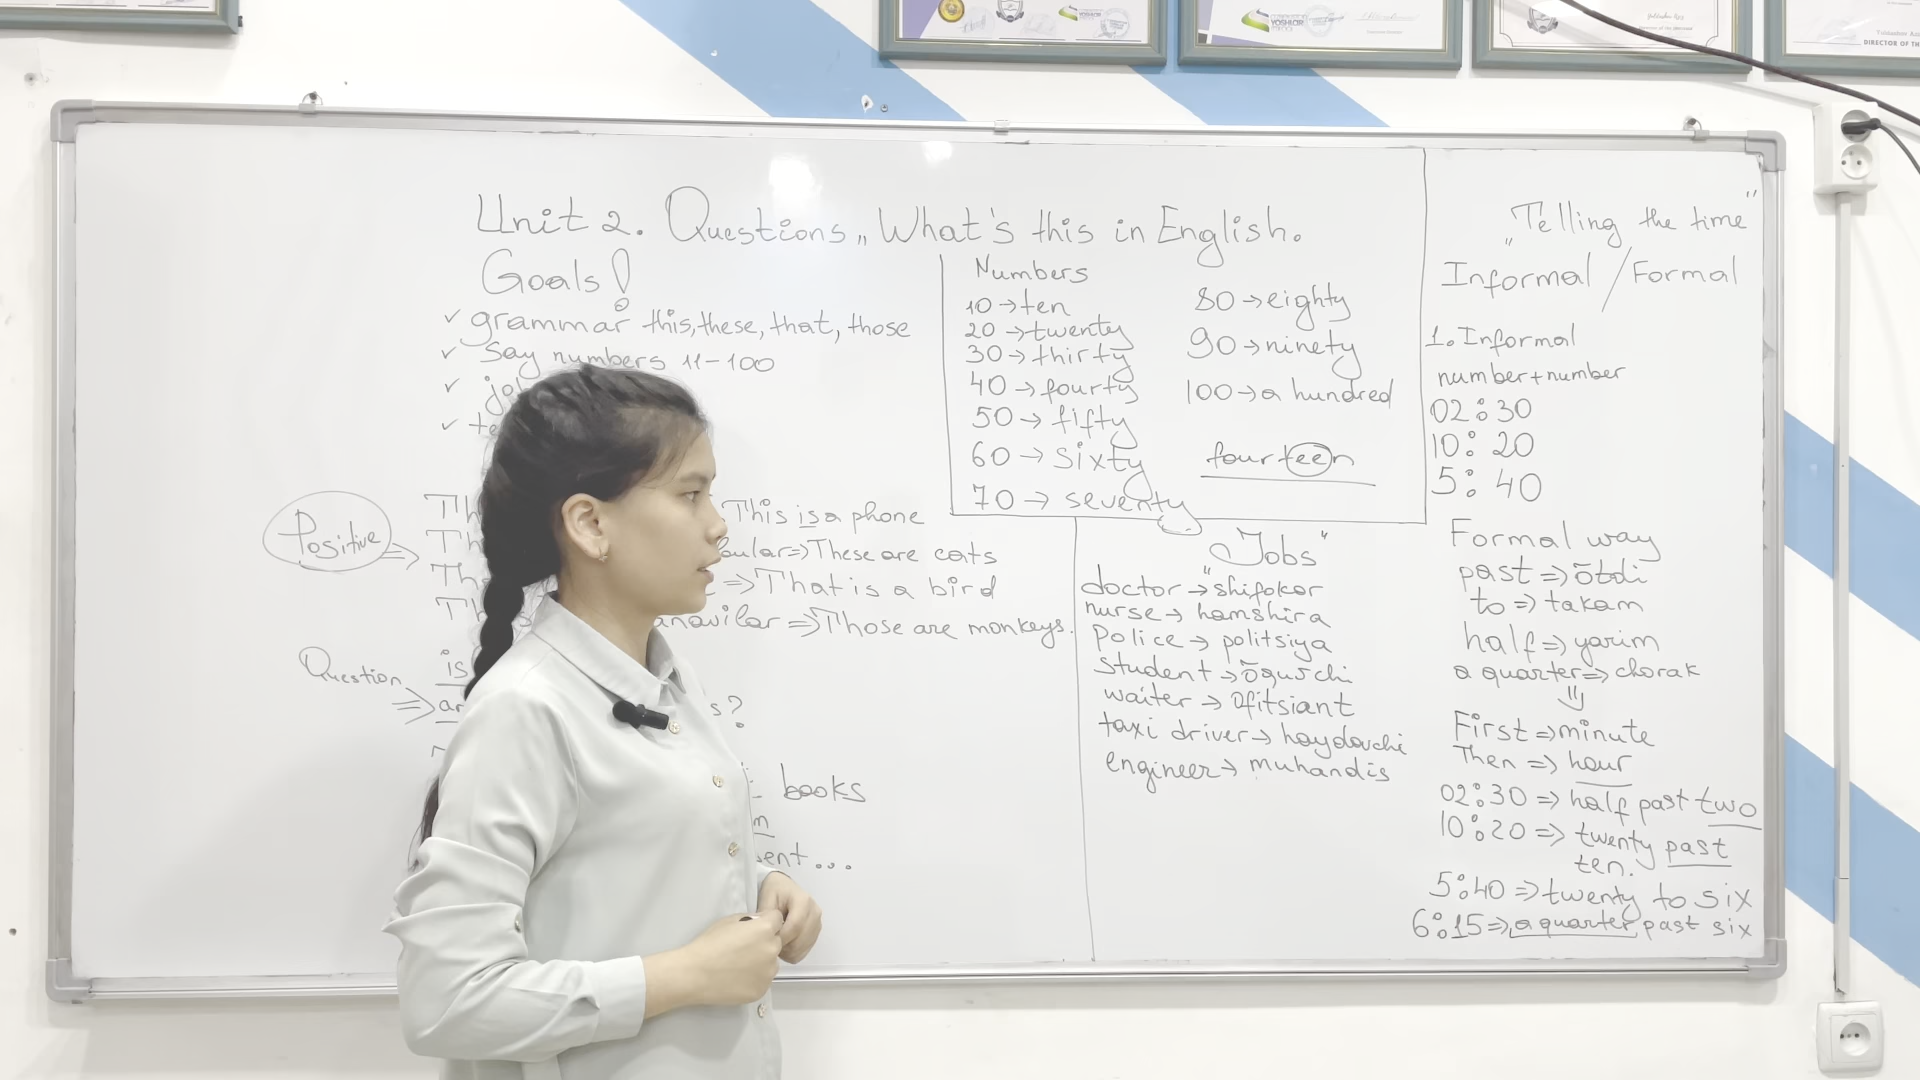 Unit 2. Questions „What's this in English.
Goals!
✓ grammar this, these, that, those
✓ say numbers 11-100
✓
✓
Positive =>
This is a phone
=> These are cats
=> That is a bird
=> Those are monkeys.
Question =>
is
s?
books
Numbers
10 → ten
20 → twenty
30 → thirty
40 → fourty
50 → fifty
60 → sixty
70 → seventy
80 → eighty
90 → ninety
100 → a hundred
fourteen
„Jobs"
doctor → shifokor
nurse → hamshira
Police → politsiya
Student → õquvchi
waiter → Ofitsiant
taxi driver → haydovchi
engineer → muhandis
„Telling the time"
Informal / Formal
1. Informal
number + number
02:30
10:20
5:40
Formal way
past => õtdi
to => takam
half => yarim
a quarter => chorak
First => minute
Then => hour
02:30 => half past two
10:20 => twenty past
ten.
5:40 => twenty to six
6:15 => a quarter past six